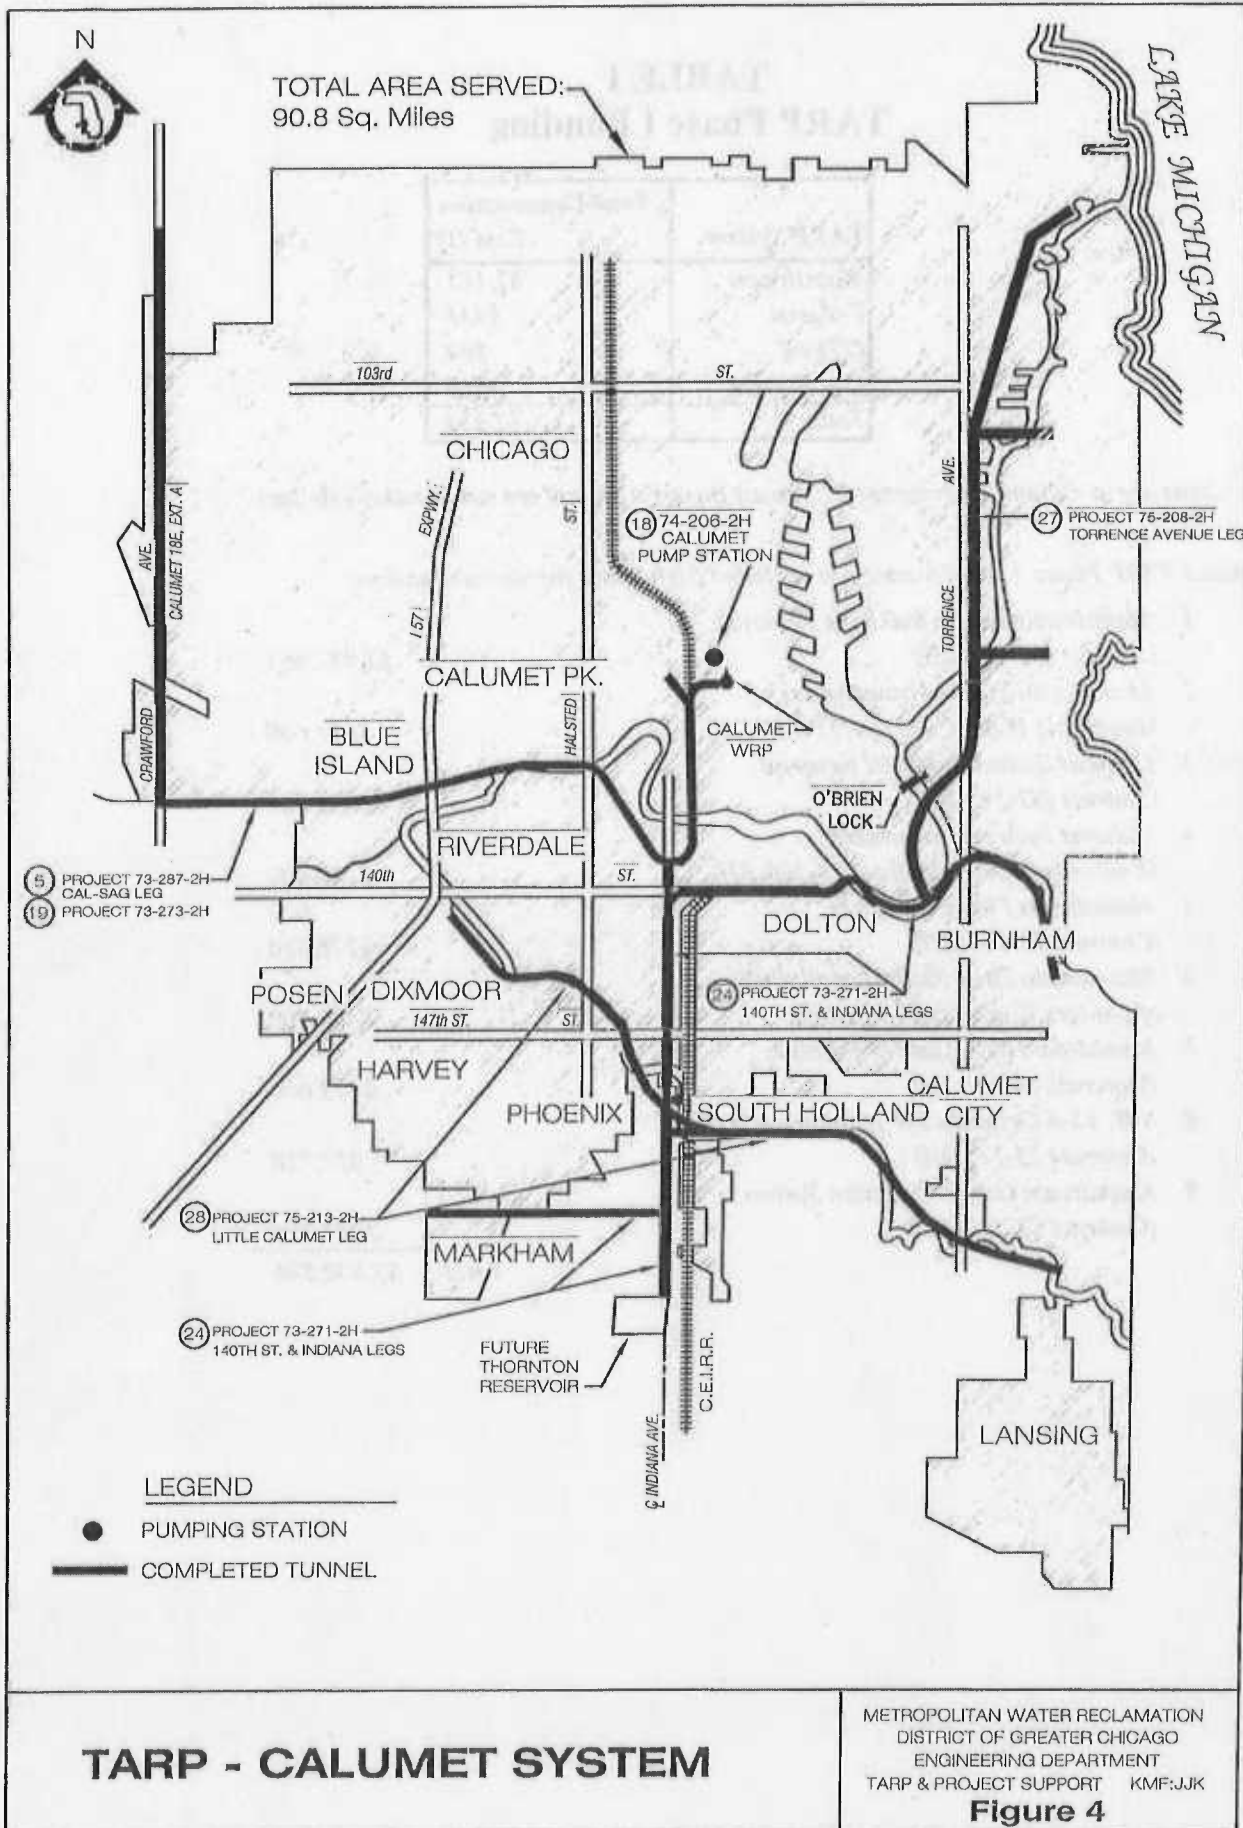 N
TOTAL AREA SERVED:
90.8 Sq. Miles
LAKE MICHIGAN
103rd
ST.
CHICAGO
AVE.
CALUMET 18E, EXT. A
EXPWY.
I 57
ST.
18 74-206-2H
CALUMET
PUMP STATION
AVE.
TORRENCE
27 PROJECT 75-208-2H
TORRENCE AVENUE LEG
CALUMET PK.
CRAWFORD
BLUE
ISLAND
HALSTED
CALUMET
WRP
O'BRIEN
LOCK
RIVERDALE
5 PROJECT 73-287-2H
CAL-SAG LEG
19 PROJECT 73-273-2H
140th
ST.
DOLTON
BURNHAM
POSEN
DIXMOOR
24 PROJECT 73-271-2H
140TH ST. & INDIANA LEGS
147th ST.
ST.
HARVEY
PHOENIX
SOUTH HOLLAND
CALUMET
CITY
28 PROJECT 75-213-2H
LITTLE CALUMET LEG
MARKHAM
24 PROJECT 73-271-2H
140TH ST. & INDIANA LEGS
FUTURE
THORNTON
RESERVOIR
C.E.I.R.R.
℄ INDIANA AVE.
LANSING
LEGEND
PUMPING STATION
COMPLETED TUNNEL
TARP - CALUMET SYSTEM
METROPOLITAN WATER RECLAMATION
DISTRICT OF GREATER CHICAGO
ENGINEERING DEPARTMENT
TARP & PROJECT SUPPORT KMF:JJK
Figure 4